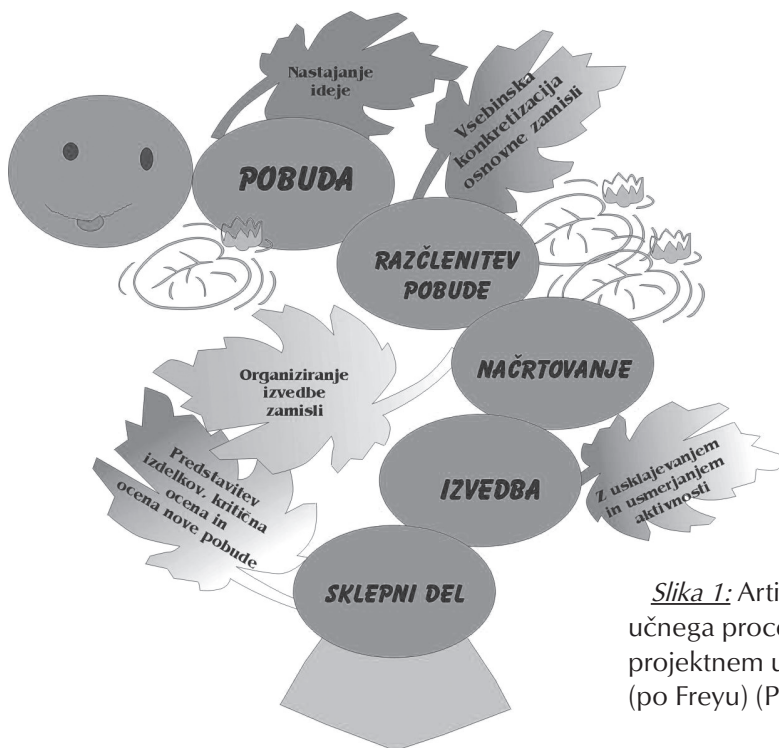 Nastajanje
ideje
POBUDA
Vsebinska
konkretizacija
osnovne zamisli
RAZČLENITEV
POBUDE
NAČRTOVANJE
Organiziranje
izvedbe
zamisli
IZVEDBA
Z usklajevanjem
in usmerjanjem
aktivnosti
Predstavitev
izdelkov, kritična
ocena in
ocena nove pobude
SKLEPNI DEL
Slika 1: Arti
učnega proce
projektnem u
(po Freyu) (P